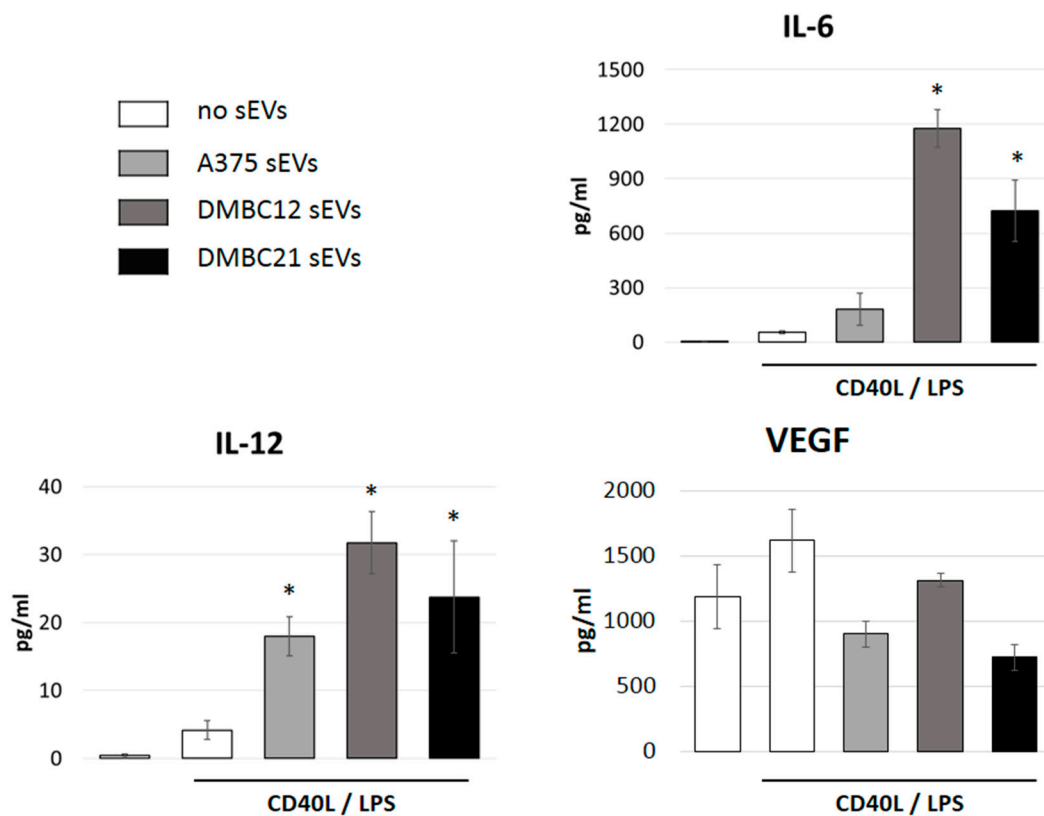 no sEVs
A375 sEVs
DMBC12 sEVs
DMBC21 sEVs
IL-6
pg/ml
1500
1200
900
600
300
0
*
*
CD40L / LPS
IL-12
pg/ml
40
30
20
10
0
*
*
*
CD40L / LPS
VEGF
pg/ml
2000
1500
1000
500
0
CD40L / LPS